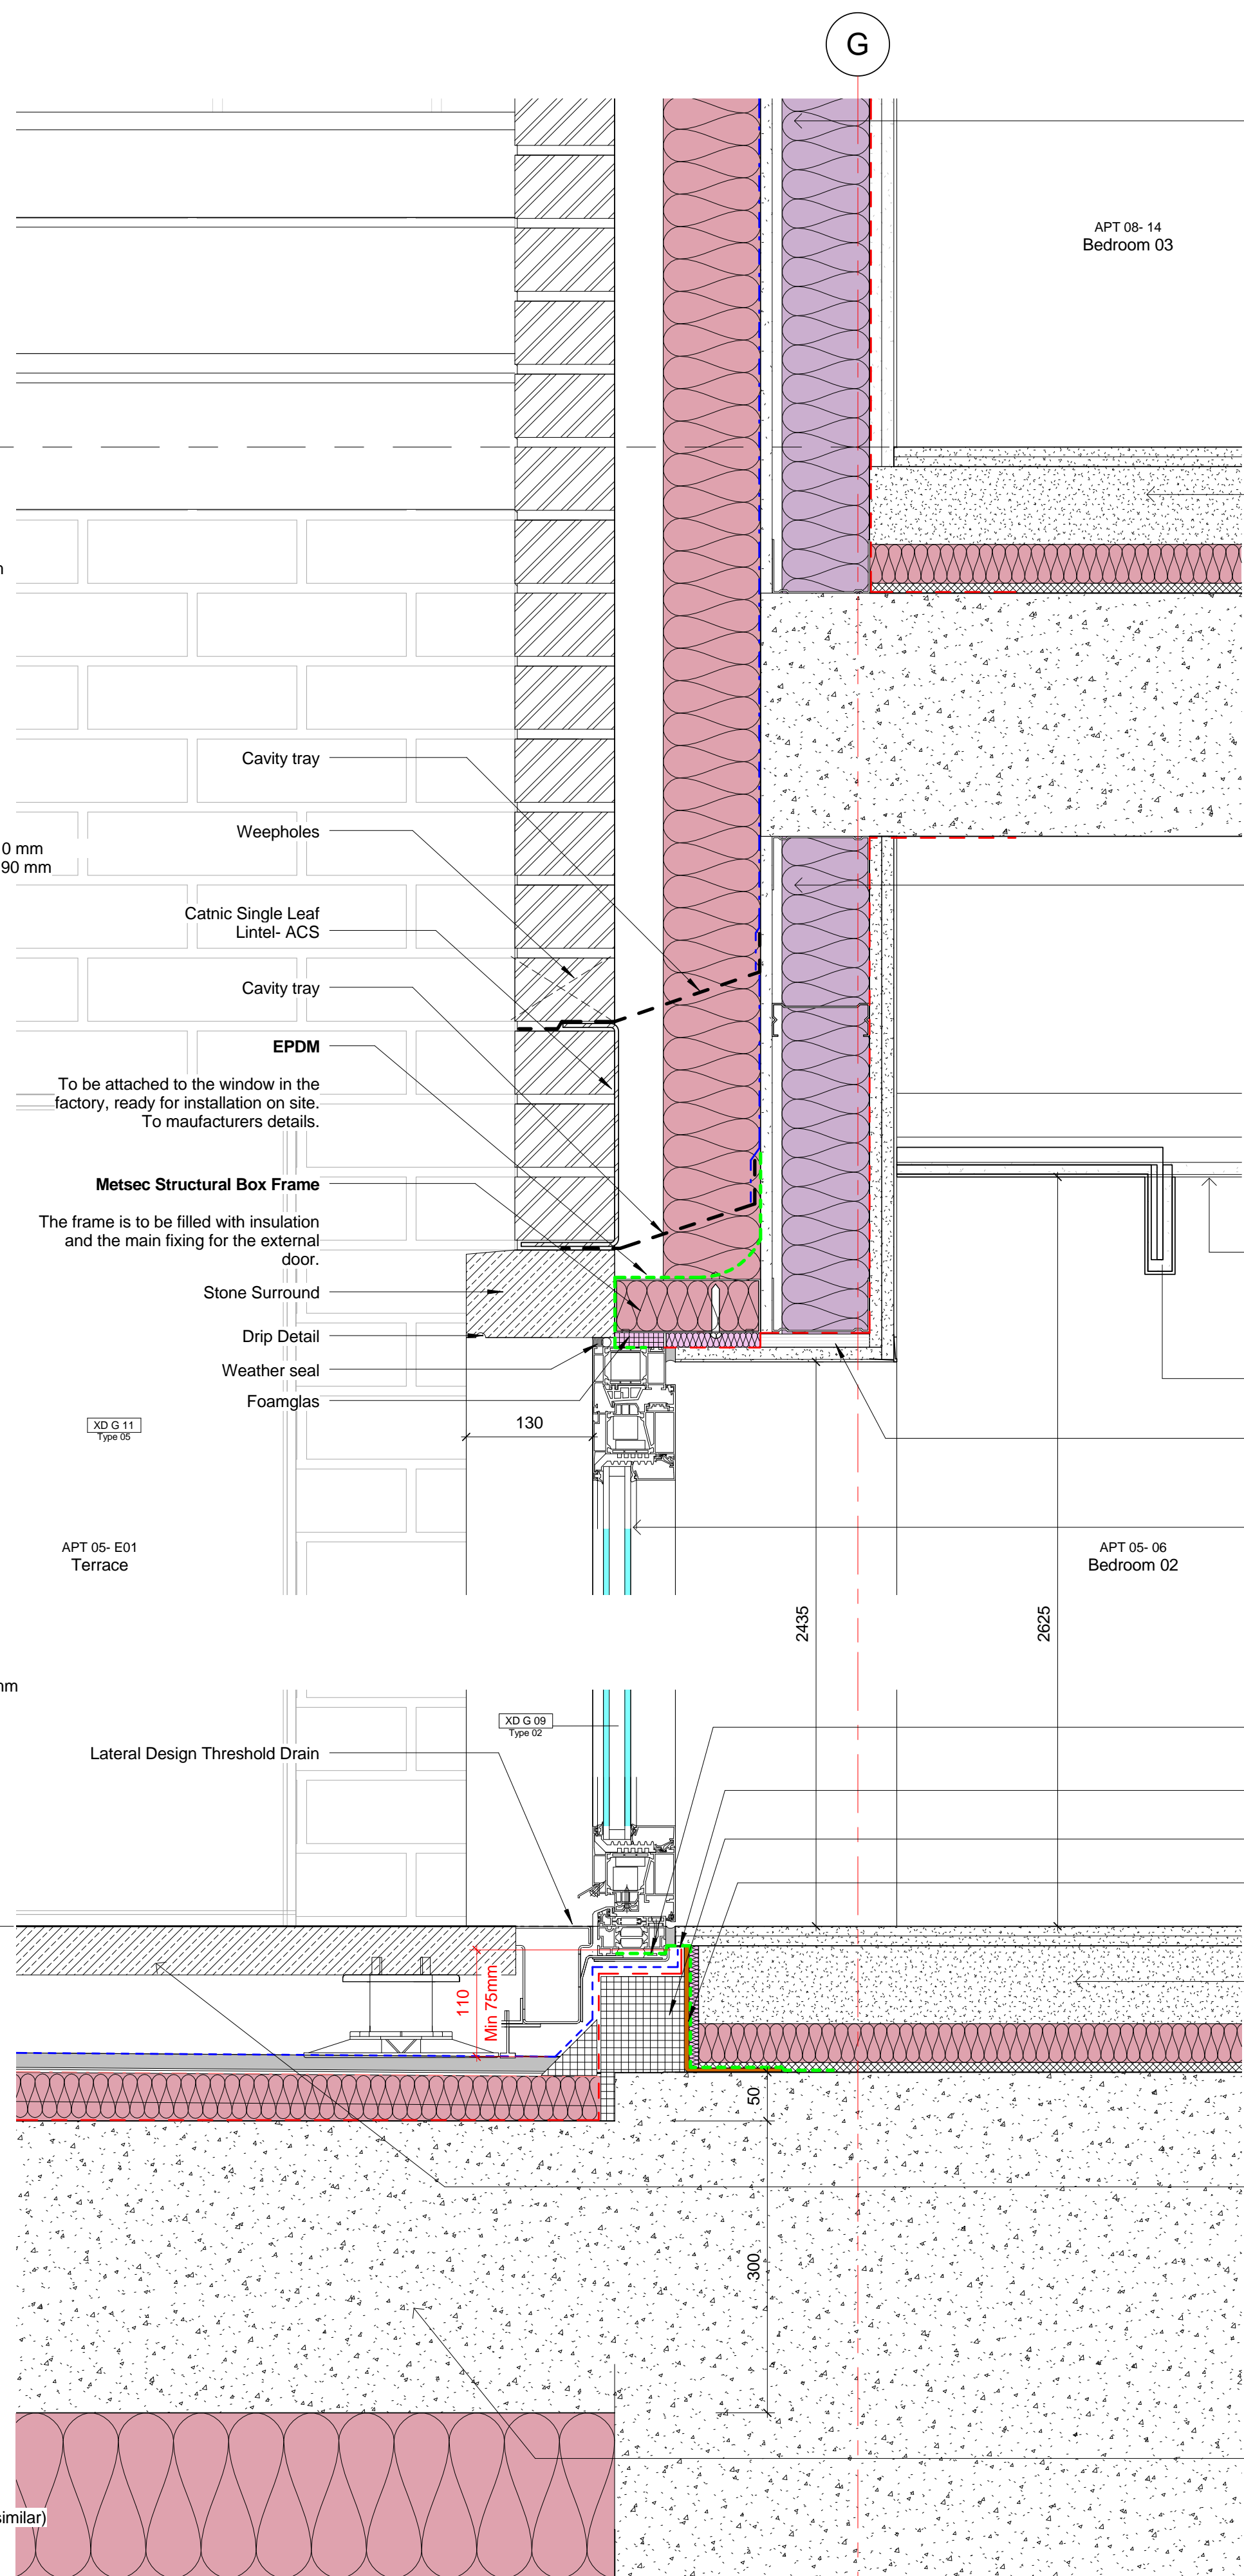 G
APT 08- 14
Bedroom 03
Cavity tray
Weepholes
0 mm
90 mm
Catnic Single Leaf
Lintel- ACS
Cavity tray
EPDM
To be attached to the window in the
factory, ready for installation on site.
To maufacturers details.
Metsec Structural Box Frame
The frame is to be filled with insulation
and the main fixing for the external
door.
Stone Surround
Drip Detail
Weather seal
Foamglas
XD G 11
Type 05
130
APT 05- E01
Terrace
APT 05- 06
Bedroom 02
2435
2625
XD G 09
Type 02
Lateral Design Threshold Drain
110
Min 75mm
50
300
similar)